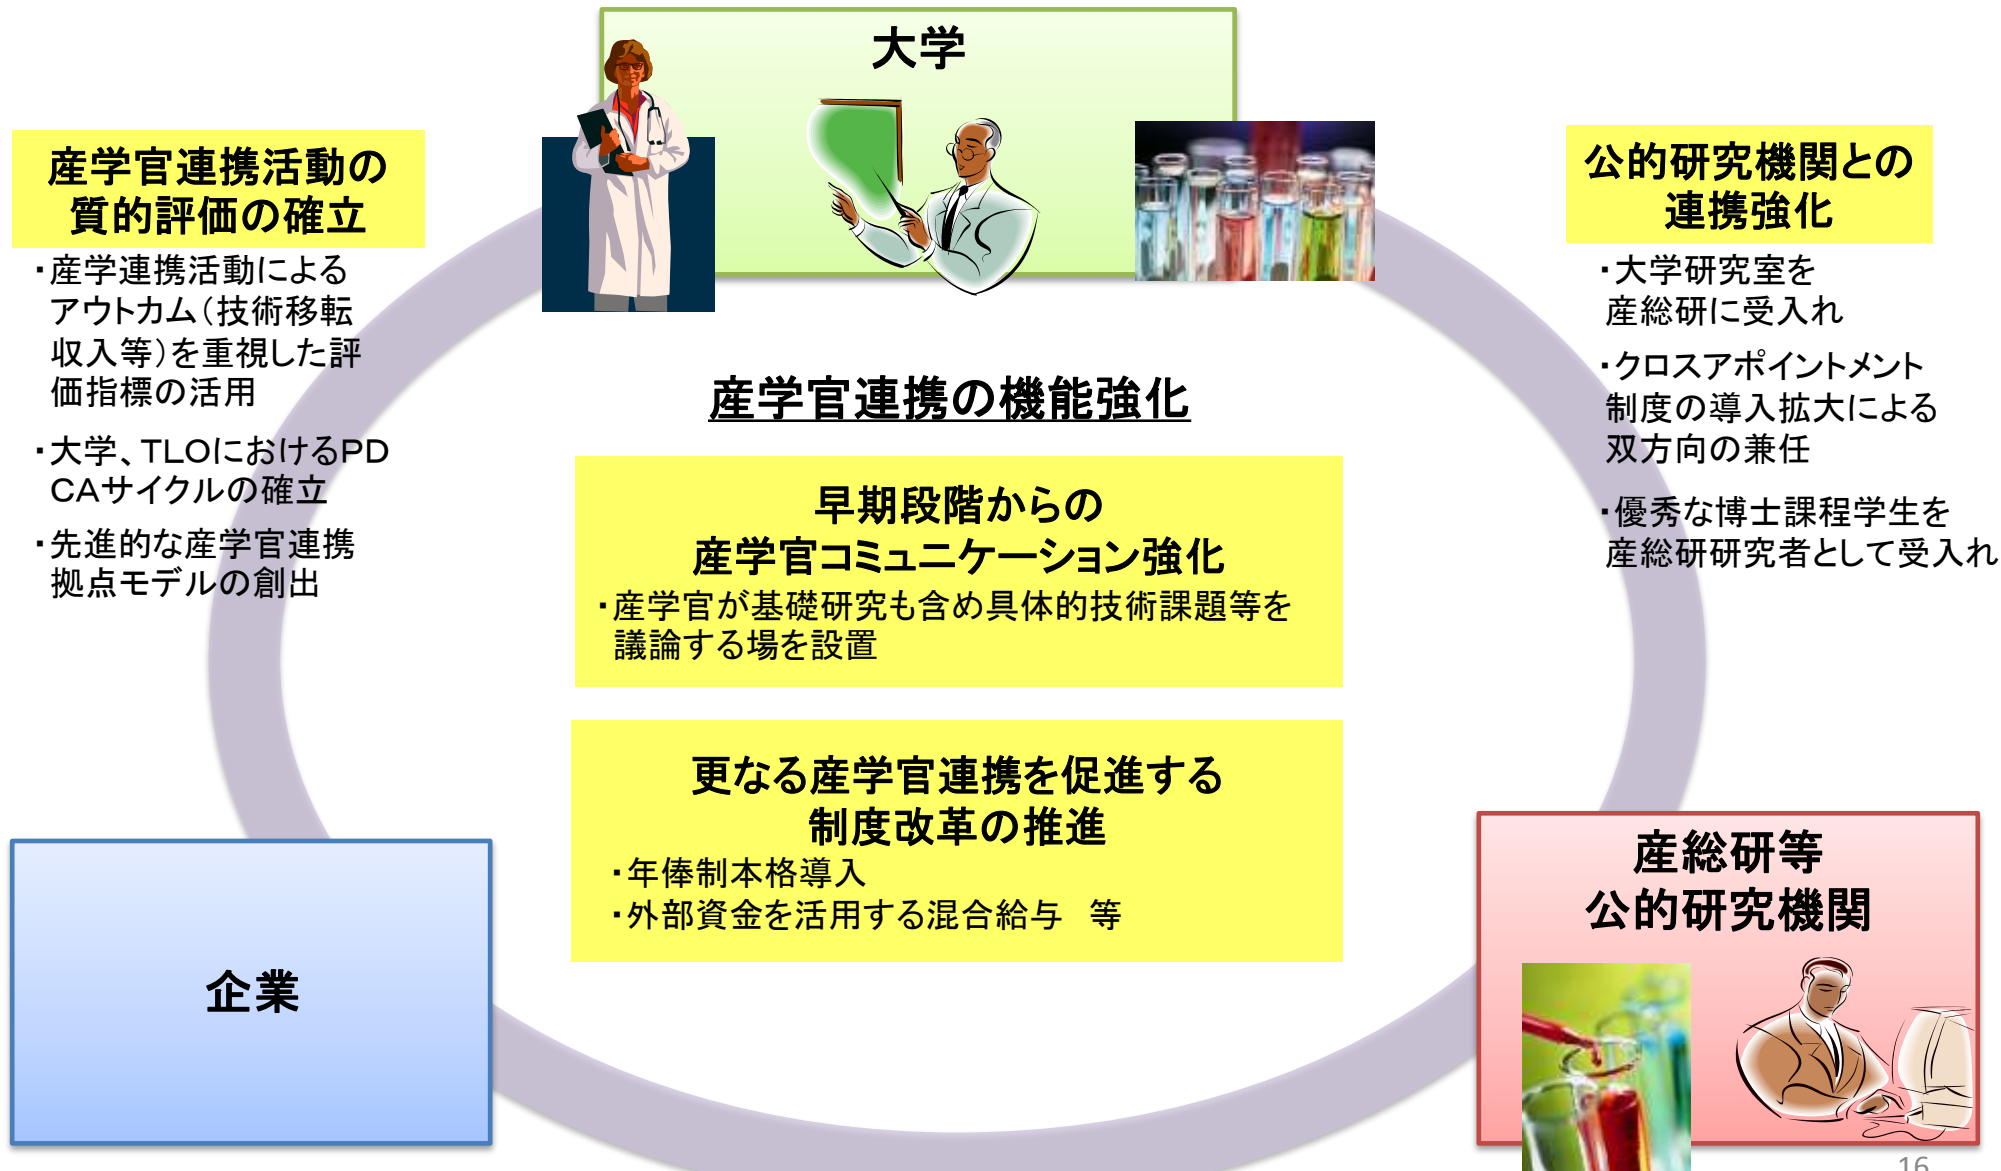 大学
産学官連携活動の
質的評価の確立
・産学連携活動による
アウトカム（技術移転
収入等）を重視した評
価指標の活用
・大学、TLOにおけるPD
CAサイクルの確立
・先進的な産学官連携
拠点モデルの創出
公的研究機関との
連携強化
・大学研究室を
産総研に受入れ
・クロスアポイントメント
制度の導入拡大による
双方向の兼任
・優秀な博士課程学生を
産総研研究者として受入れ
産学官連携の機能強化
早期段階からの
産学官コミュニケーション強化
・産学官が基礎研究も含め具体的技術課題等を
議論する場を設置
更なる産学官連携を促進する
制度改革の推進
・年俸制本格導入
・外部資金を活用する混合給与　等
企業
産総研等
公的研究機関
16